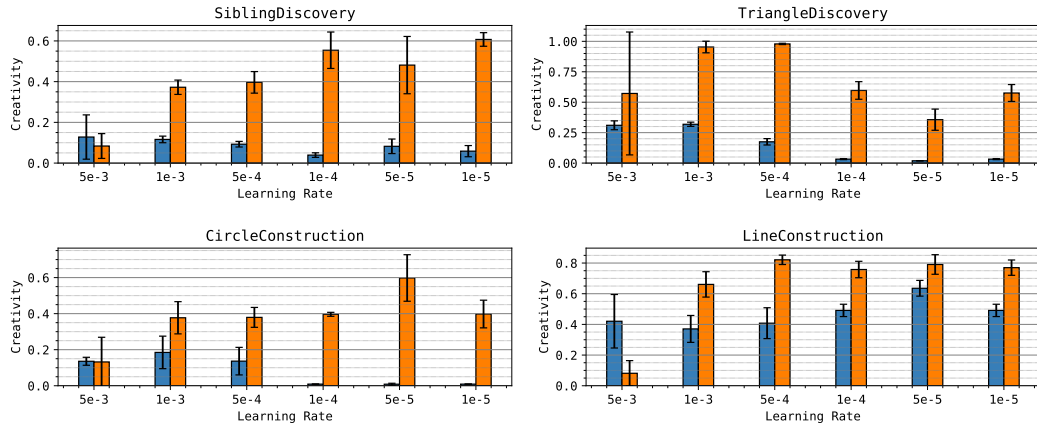 SiblingDiscovery
Creativity
0.6
0.4
0.2
0.0
5e-3 1e-3 5e-4 1e-4 5e-5 1e-5
Learning Rate
TriangleDiscovery
Creativity
1.00
0.75
0.50
0.25
0.00
5e-3 1e-3 5e-4 1e-4 5e-5 1e-5
Learning Rate
CircleConstruction
Creativity
0.6
0.4
0.2
0.0
5e-3 1e-3 5e-4 1e-4 5e-5 1e-5
Learning Rate
LineConstruction
Creativity
0.8
0.6
0.4
0.2
0.0
5e-3 1e-3 5e-4 1e-4 5e-5 1e-5
Learning Rate